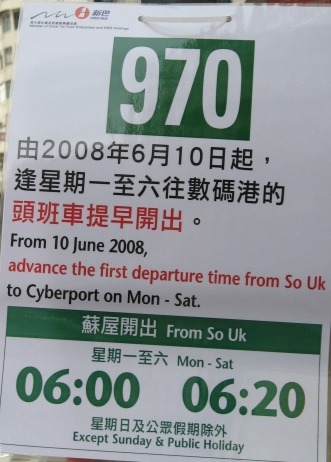 新巴
970
由2008年6月10日起，
逢星期一至六往數碼港的
頭班車提早開出。
From 10 June 2008,
advance the first departure time from So Uk
to Cyberport on Mon - Sat.
蘇屋開出 From So Uk
星期一至六 Mon - Sat
06:00 06:20
星期日及公眾假期除外
Except Sunday & Public Holiday